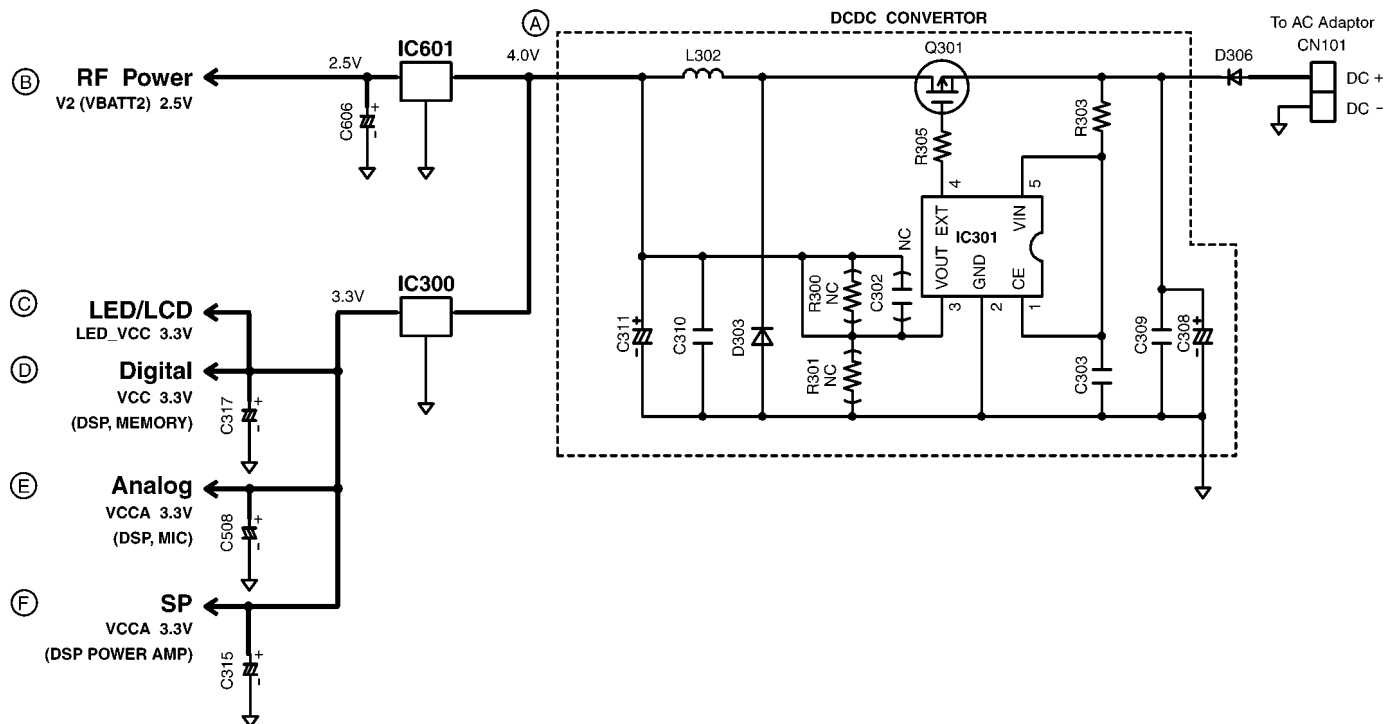 A
DCDC CONVERTOR
To AC Adaptor
CN101
DC +
DC −
D306
Q301
L302
4.0V
IC601
2.5V
B
RF Power
V2 (VBATT2) 2.5V
C606
+
-
R303
R305
4
5
EXT
VIN
IC301
VOUT
GND
CE
3
2
1
NC
C302
R300
NC
R301
NC
C311
+
C310
D303
C303
C309
C308
+
IC300
3.3V
C
LED/LCD
LED_VCC 3.3V
D
Digital
VCC 3.3V
(DSP, MEMORY)
C317
+
-
E
Analog
VCCA 3.3V
(DSP, MIC)
C508
+
-
F
SP
VCCA 3.3V
(DSP POWER AMP)
C315
+
-